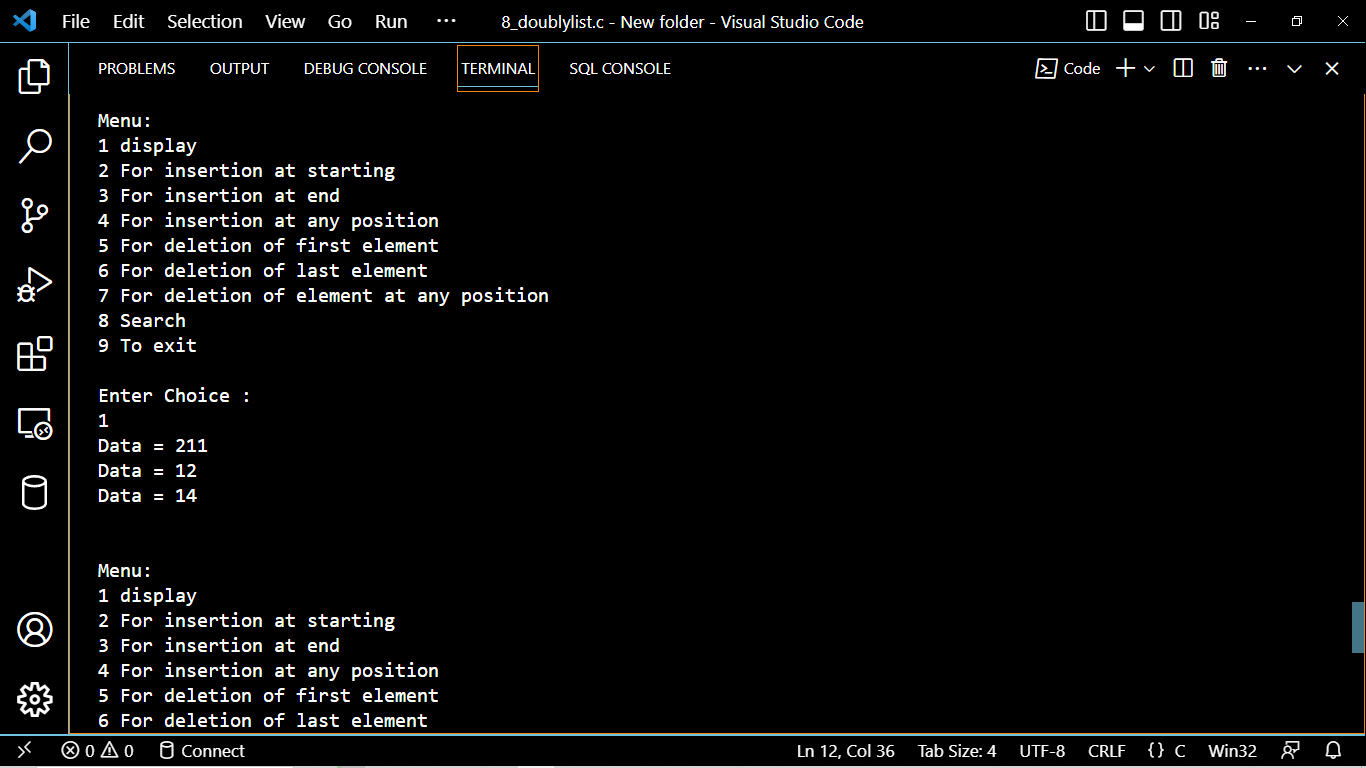 File Edit Selection View Go Run ··· 8_doublylist.c - New folder - Visual Studio Code
PROBLEMS OUTPUT DEBUG CONSOLE TERMINAL SQL CONSOLE Code
Menu:
1 display
2 For insertion at starting
3 For insertion at end
4 For insertion at any position
5 For deletion of first element
6 For deletion of last element
7 For deletion of element at any position
8 Search
9 To exit
Enter Choice :
1
Data = 211
Data = 12
Data = 14
Menu:
1 display
2 For insertion at starting
3 For insertion at end
4 For insertion at any position
5 For deletion of first element
6 For deletion of last element
0 0 Connect Ln 12, Col 36 Tab Size: 4 UTF-8 CRLF {} C Win32